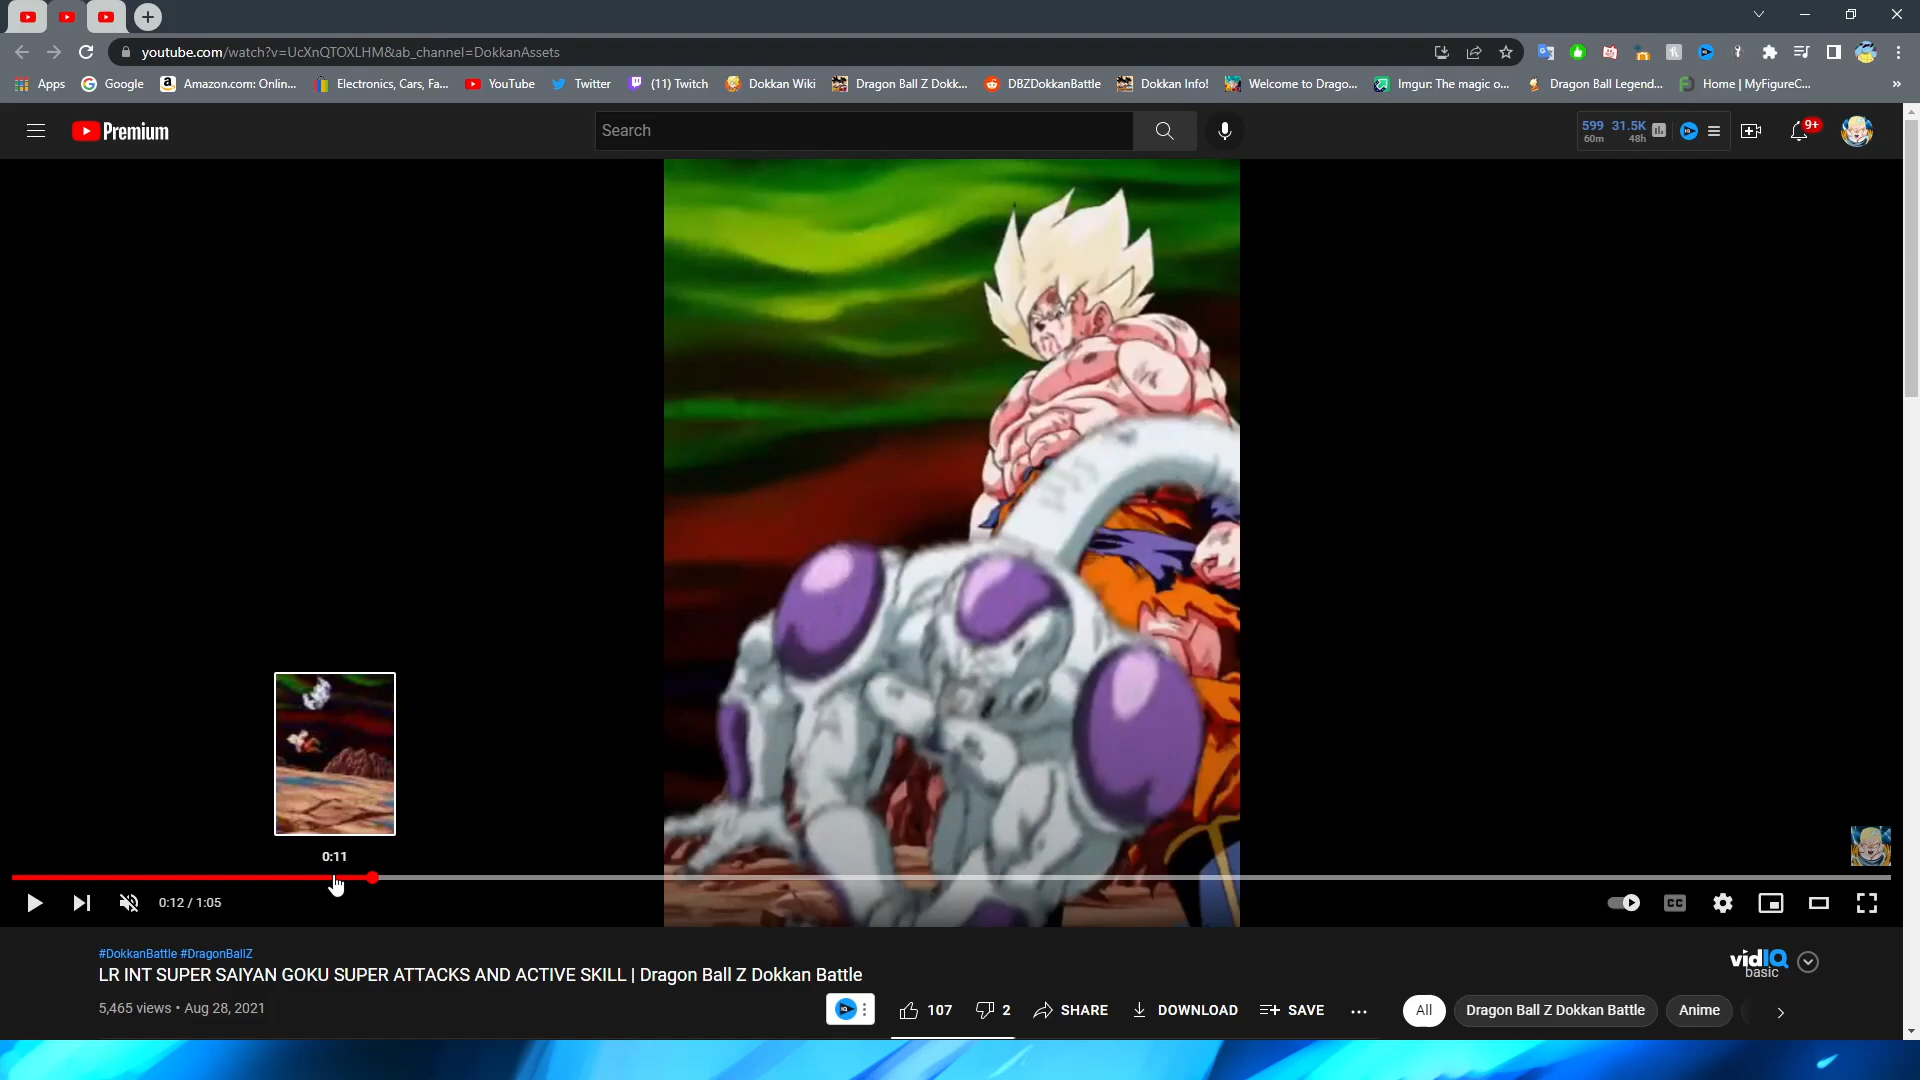 youtube.com/watch?v=UcXnQTOXLHM&ab_channel=DokkanAssets
Apps Google Amazon.com: Onlin... Electronics, Cars, Fa... YouTube Twitter (11) Twitch Dokkan Wiki Dragon Ball Z Dokk... DBZDokkanBattle Dokkan Info! Welcome to Drago... Imgur: The magic o... Dragon Ball Legend... Home | MyFigureC... »
Premium Search 599 31.5K 9+
60m 48h
0:11
0:12 / 1:05 CC
#DokkanBattle #DragonBallZ
LR INT SUPER SAIYAN GOKU SUPER ATTACKS AND ACTIVE SKILL | Dragon Ball Z Dokkan Battle
vidIQ
basic
5,465 views • Aug 28, 2021
107 2 SHARE DOWNLOAD SAVE ... All Dragon Ball Z Dokkan Battle Anime